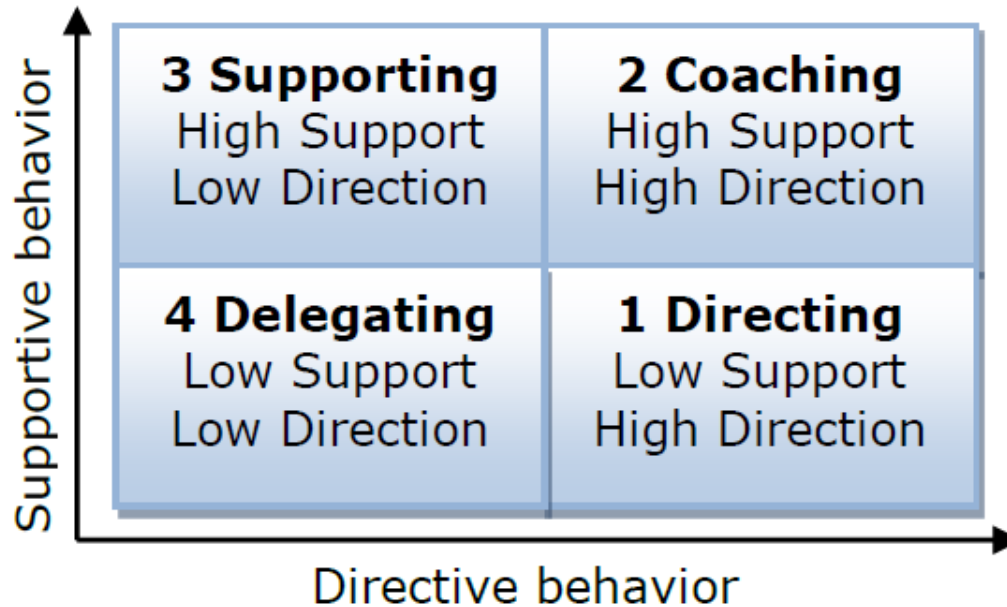 Supportive behavior
3 Supporting
High Support
Low Direction
2 Coaching
High Support
High Direction
4 Delegating
Low Support
Low Direction
1 Directing
Low Support
High Direction
Directive behavior